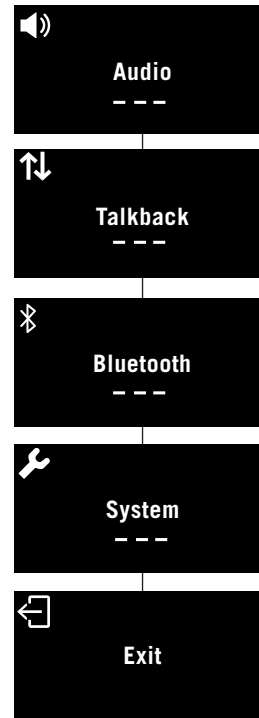 Audio
– – –
Talkback
– – –
Bluetooth
– – –
System
– – –
Exit